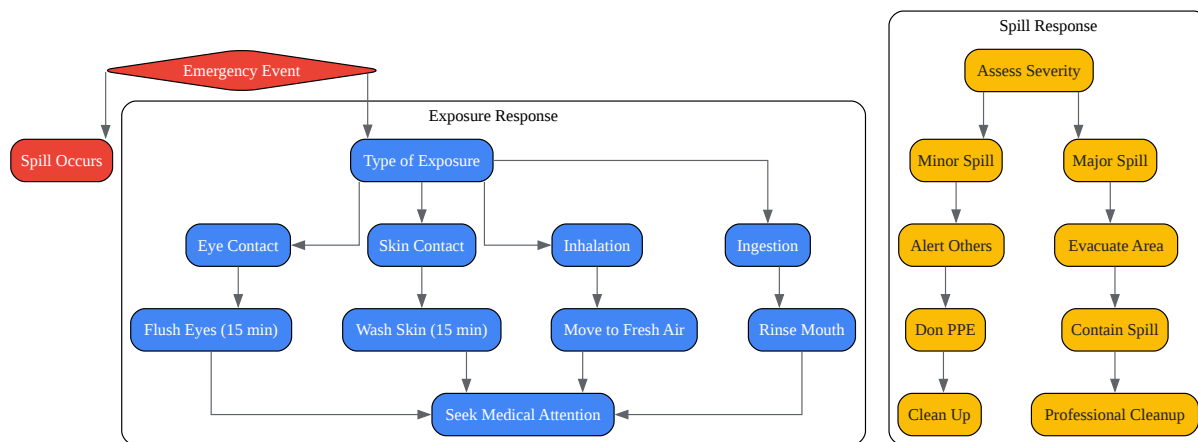 Emergency Event
Spill Occurs
Exposure Response
Type of Exposure
Eye Contact
Skin Contact
Inhalation
Ingestion
Flush Eyes (15 min)
Wash Skin (15 min)
Move to Fresh Air
Rinse Mouth
Seek Medical Attention
Spill Response
Assess Severity
Minor Spill
Major Spill
Alert Others
Evacuate Area
Don PPE
Contain Spill
Clean Up
Professional Cleanup